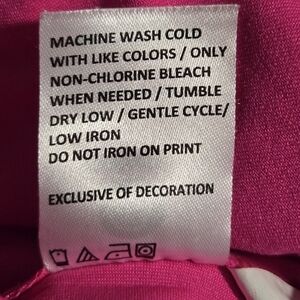 MACHINE WASH COLD
WITH LIKE COLORS / ONLY
NON-CHLORINE BLEACH
WHEN NEEDED / TUMBLE
DRY LOW / GENTLE CYCLE/
LOW IRON
DO NOT IRON ON PRINT
EXCLUSIVE OF DECORATION